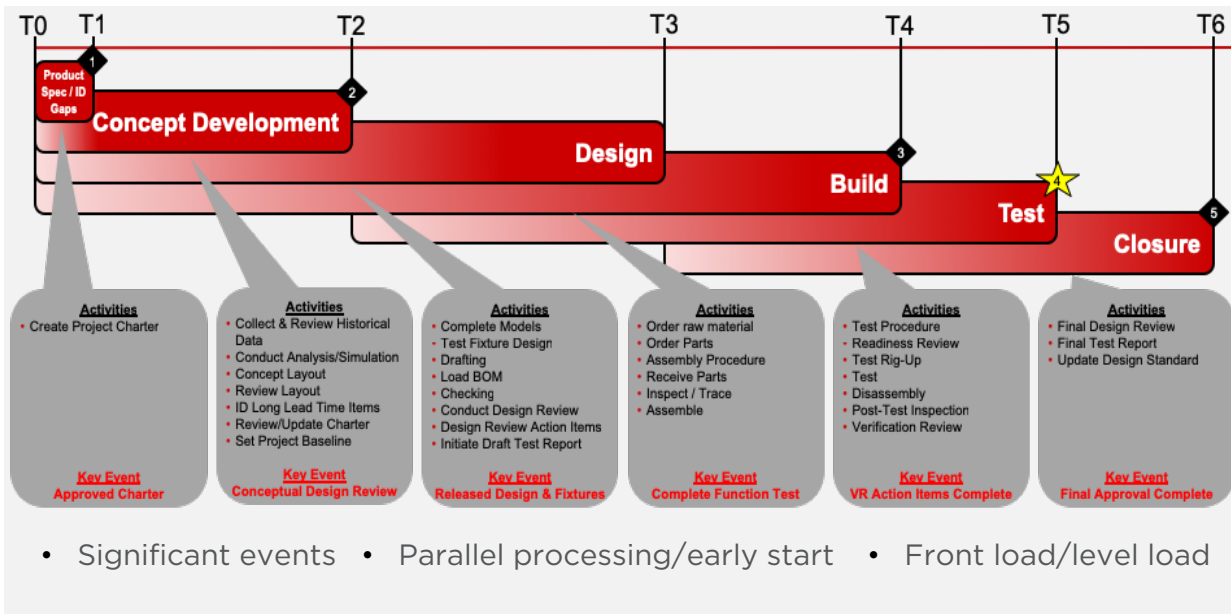 T0
T1
T2
T3
T4
T5
T6
1
Product
Spec / ID
Gaps
2
Concept Development
Design
3
Build
4
Test
5
Closure
Activities
• Create Project Charter
Key Event
Approved Charter
Activities
• Collect & Review Historical
Data
• Conduct Analysis/Simulation
• Concept Layout
• Review Layout
• ID Long Lead Time Items
• Review/Update Charter
• Set Project Baseline
Key Event
Conceptual Design Review
Activities
• Complete Models
• Test Fixture Design
• Drafting
• Load BOM
• Checking
• Conduct Design Review
• Design Review Action Items
• Initiate Draft Test Report
Key Event
Released Design & Fixtures
Activities
• Order raw material
• Order Parts
• Assembly Procedure
• Receive Parts
• Inspect / Trace
• Assemble
Key Event
Complete Function Test
Activities
• Test Procedure
• Readiness Review
• Test Rig-Up
• Test
• Disassembly
• Post-Test Inspection
• Verification Review
Key Event
VR Action Items Complete
Activities
• Final Design Review
• Final Test Report
• Update Design Standard
Key Event
Final Approval Complete
• Significant events • Parallel processing/early start • Front load/level load